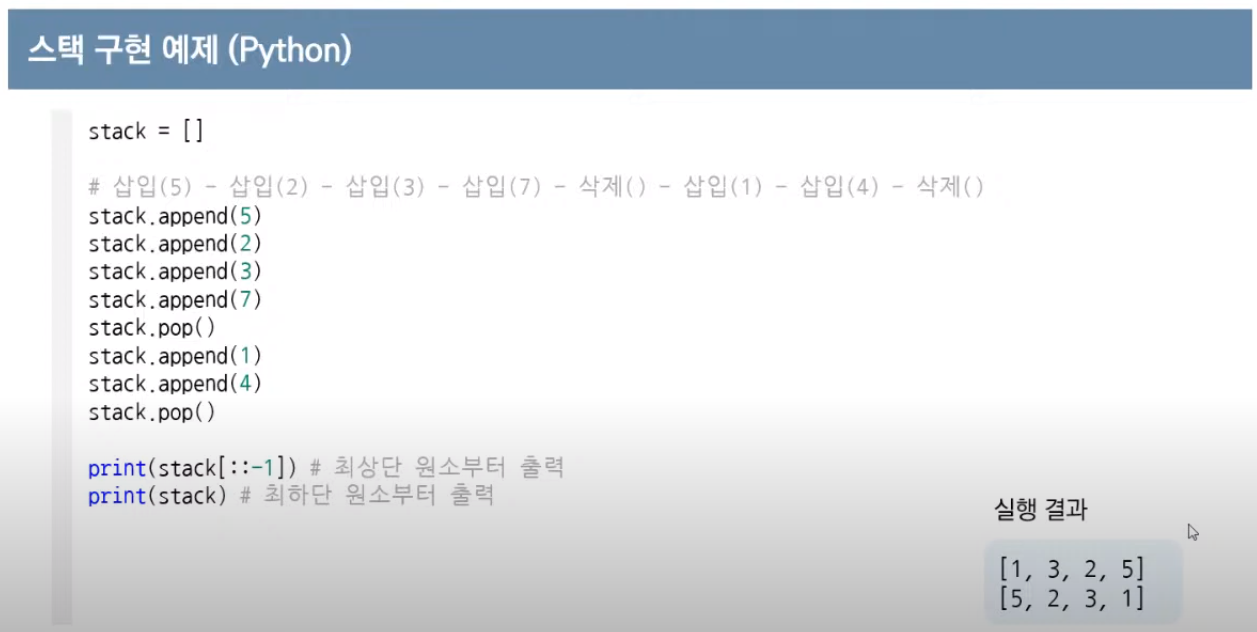 스택 구현 예제 (Python)
stack = []
# 삽입(5) - 삽입(2) - 삽입(3) - 삽입(7) - 삭제() - 삽입(1) - 삽입(4) - 삭제()
stack.append(5)
stack.append(2)
stack.append(3)
stack.append(7)
stack.pop()
stack.append(1)
stack.append(4)
stack.pop()
print(stack[::-1]) # 최상단 원소부터 출력
print(stack) # 최하단 원소부터 출력
실행 결과
[1, 3, 2, 5]
[5, 2, 3, 1]